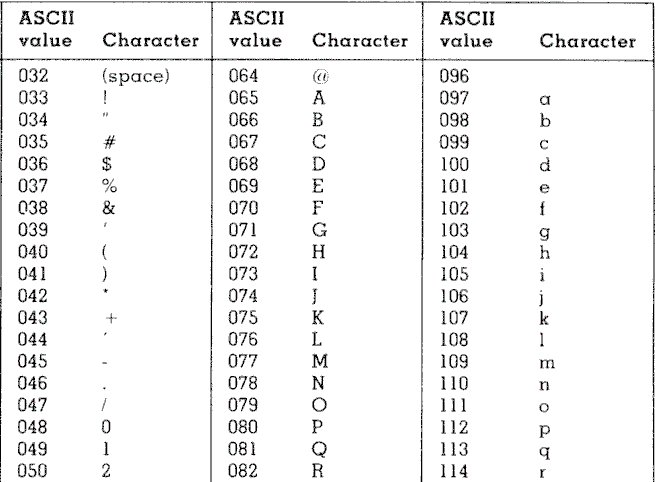 ASCII value Character ASCII value Character ASCII value Character
032 (space) 064 @ 096
033 ! 065 A 097 a
034 " 066 B 098 b
035 # 067 C 099 c
036 $ 068 D 100 d
037 % 069 E 101 e
038 & 070 F 102 f
039 ' 071 G 103 g
040 ( 072 H 104 h
041 ) 073 I 105 i
042 * 074 J 106 j
043 + 075 K 107 k
044 ´ 076 L 108 l
045 - 077 M 109 m
046 . 078 N 110 n
047 / 079 O 111 o
048 0 080 P 112 p
049 1 081 Q 113 q
050 2 082 R 114 r